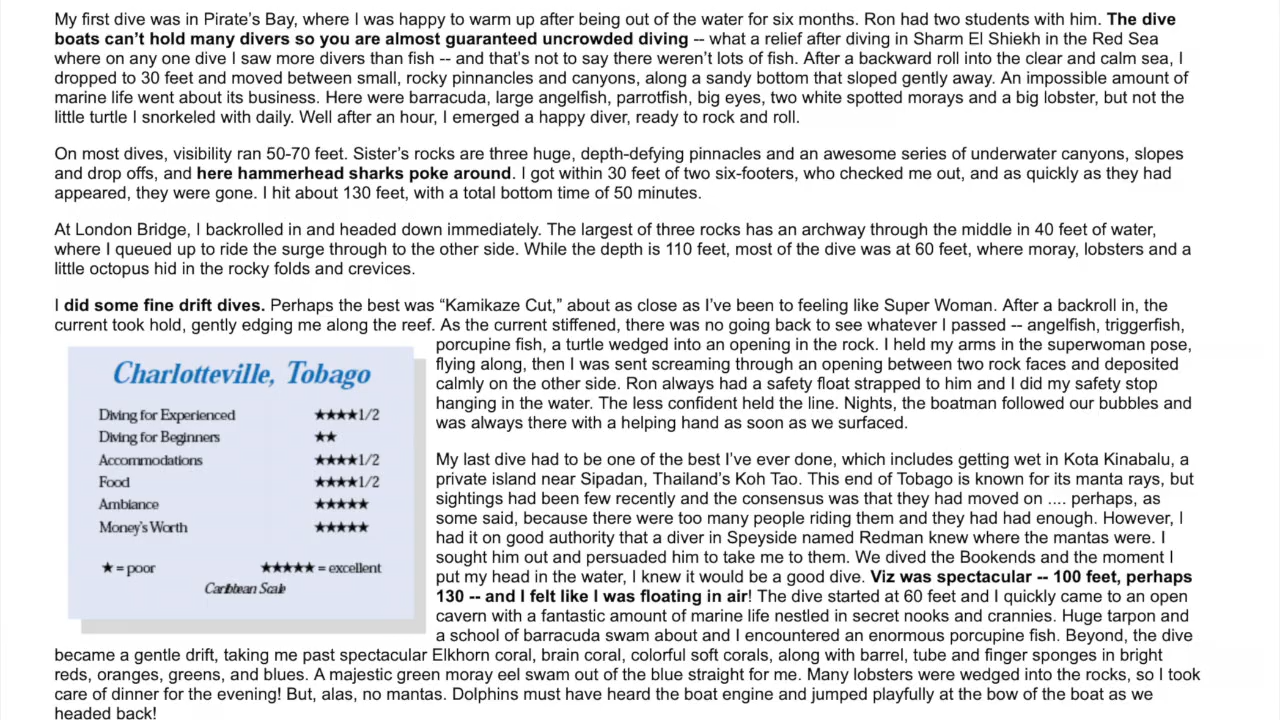 My first dive was in Pirate's Bay, where I was happy to warm up after being out of the water for six months. Ron had two students with him. The dive
boats can't hold many divers so you are almost guaranteed uncrowded diving -- what a relief after diving in Sharm El Shiekh in the Red Sea
where on any one dive I saw more divers than fish -- and that's not to say there weren't lots of fish. After a backward roll into the clear and calm sea, I
dropped to 30 feet and moved between small, rocky pinnancles and canyons, along a sandy bottom that sloped gently away. An impossible amount of
marine life went about its business. Here were barracuda, large angelfish, parrotfish, big eyes, two white spotted morays and a big lobster, but not the
little turtle I snorkeled with daily. Well after an hour, I emerged a happy diver, ready to rock and roll.
On most dives, visibility ran 50-70 feet. Sister's rocks are three huge, depth-defying pinnacles and an awesome series of underwater canyons, slopes
and drop offs, and here hammerhead sharks poke around. I got within 30 feet of two six-footers, who checked me out, and as quickly as they had
appeared, they were gone. I hit about 130 feet, with a total bottom time of 50 minutes.
At London Bridge, I backrolled in and headed down immediately. The largest of three rocks has an archway through the middle in 40 feet of water,
where I queued up to ride the surge through to the other side. While the depth is 110 feet, most of the dive was at 60 feet, where moray, lobsters and a
little octopus hid in the rocky folds and crevices.
I did some fine drift dives. Perhaps the best was "Kamikaze Cut," about as close as I've been to feeling like Super Woman. After a backroll in, the
current took hold, gently edging me along the reef. As the current stiffened, there was no going back to see whatever I passed -- angelfish, triggerfish,
porcupine fish, a turtle wedged into an opening in the rock. I held my arms in the superwoman pose,
flying along, then I was sent screaming through an opening between two rock faces and deposited
calmly on the other side. Ron always had a safety float strapped to him and I did my safety stop
hanging in the water. The less confident held the line. Nights, the boatman followed our bubbles and
was always there with a helping hand as soon as we surfaced.
Charlotteville, Tobago
Diving for Experienced ★★★★1/2
Diving for Beginners ★★
Accommodations ★★★★1/2
Food ★★★★1/2
Ambiance ★★★★★
Money's Worth ★★★★★
★ = poor ★★★★★ = excellent
Caribbean Scale
My last dive had to be one of the best I've ever done, which includes getting wet in Kota Kinabalu, a
private island near Sipadan, Thailand's Koh Tao. This end of Tobago is known for its manta rays, but
sightings had been few recently and the consensus was that they had moved on .... perhaps, as
some said, because there were too many people riding them and they had had enough. However, I
had it on good authority that a diver in Speyside named Redman knew where the mantas were. I
sought him out and persuaded him to take me to them. We dived the Bookends and the moment I
put my head in the water, I knew it would be a good dive. Viz was spectacular -- 100 feet, perhaps
130 -- and I felt like I was floating in air! The dive started at 60 feet and I quickly came to an open
cavern with a fantastic amount of marine life nestled in secret nooks and crannies. Huge tarpon and
a school of barracuda swam about and I encountered an enormous porcupine fish. Beyond, the dive
became a gentle drift, taking me past spectacular Elkhorn coral, brain coral, colorful soft corals, along with barrel, tube and finger sponges in bright
reds, oranges, greens, and blues. A majestic green moray eel swam out of the blue straight for me. Many lobsters were wedged into the rocks, so I took
care of dinner for the evening! But, alas, no mantas. Dolphins must have heard the boat engine and jumped playfully at the bow of the boat as we
headed back!